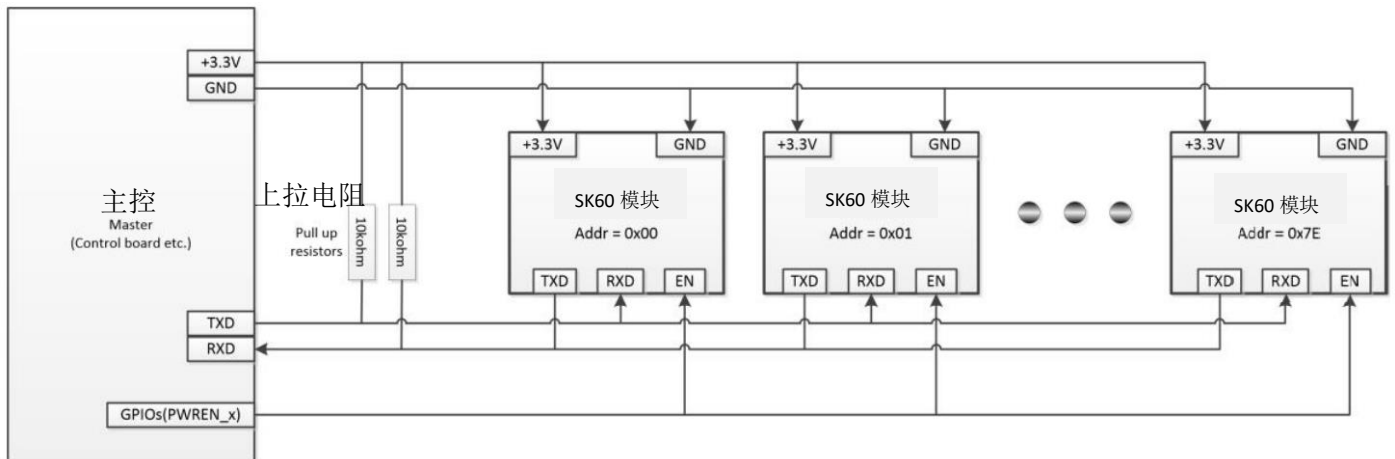 +3.3V
GND
主控
Master
(Control board etc.)
TXD
RXD
GPIOs(PWREN_x)
上拉电阻
Pull up
resistors
10kohm
10kohm
+3.3V
GND
SK60 模块
Addr = 0x00
TXD
RXD
EN
+3.3V
GND
SK60 模块
Addr = 0x01
TXD
RXD
EN
+3.3V
GND
SK60 模块
Addr = 0x7E
TXD
RXD
EN